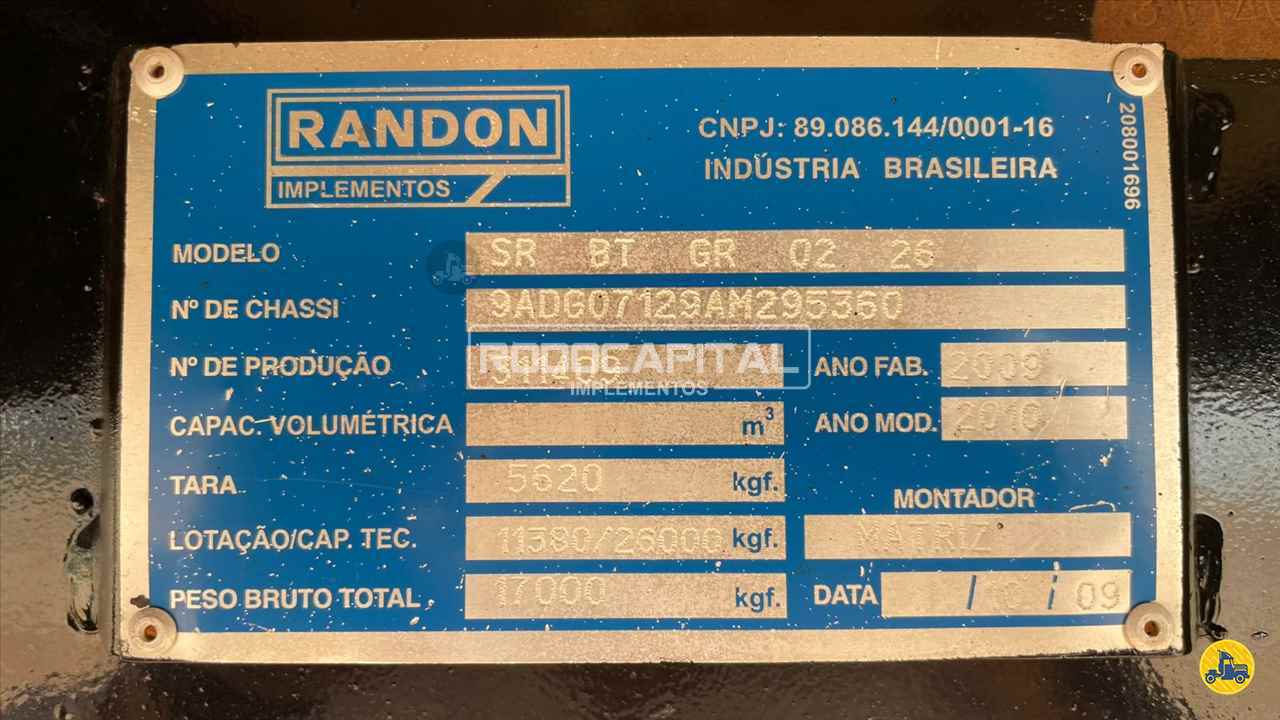 RANDON
IMPLEMENTOS
CNPJ: 89.086.144/0001-16
INDÚSTRIA BRASILEIRA
208001696
MODELO SR BT GR 02 26
Nº DE CHASSI 9ADG07129AM295360
Nº DE PRODUÇÃO
RODOCAPITAL
IMPLEMENTOS
ANO FAB. 2009
CAPAC. VOLUMÉTRICA m³
ANO MOD. 2010
TARA 5620 kgf.
MONTADOR
LOTAÇÃO/CAP. TEC. 11380/26000 kgf.
MATRIZ
PESO BRUTO TOTAL 17000 kgf.
DATA / / 09